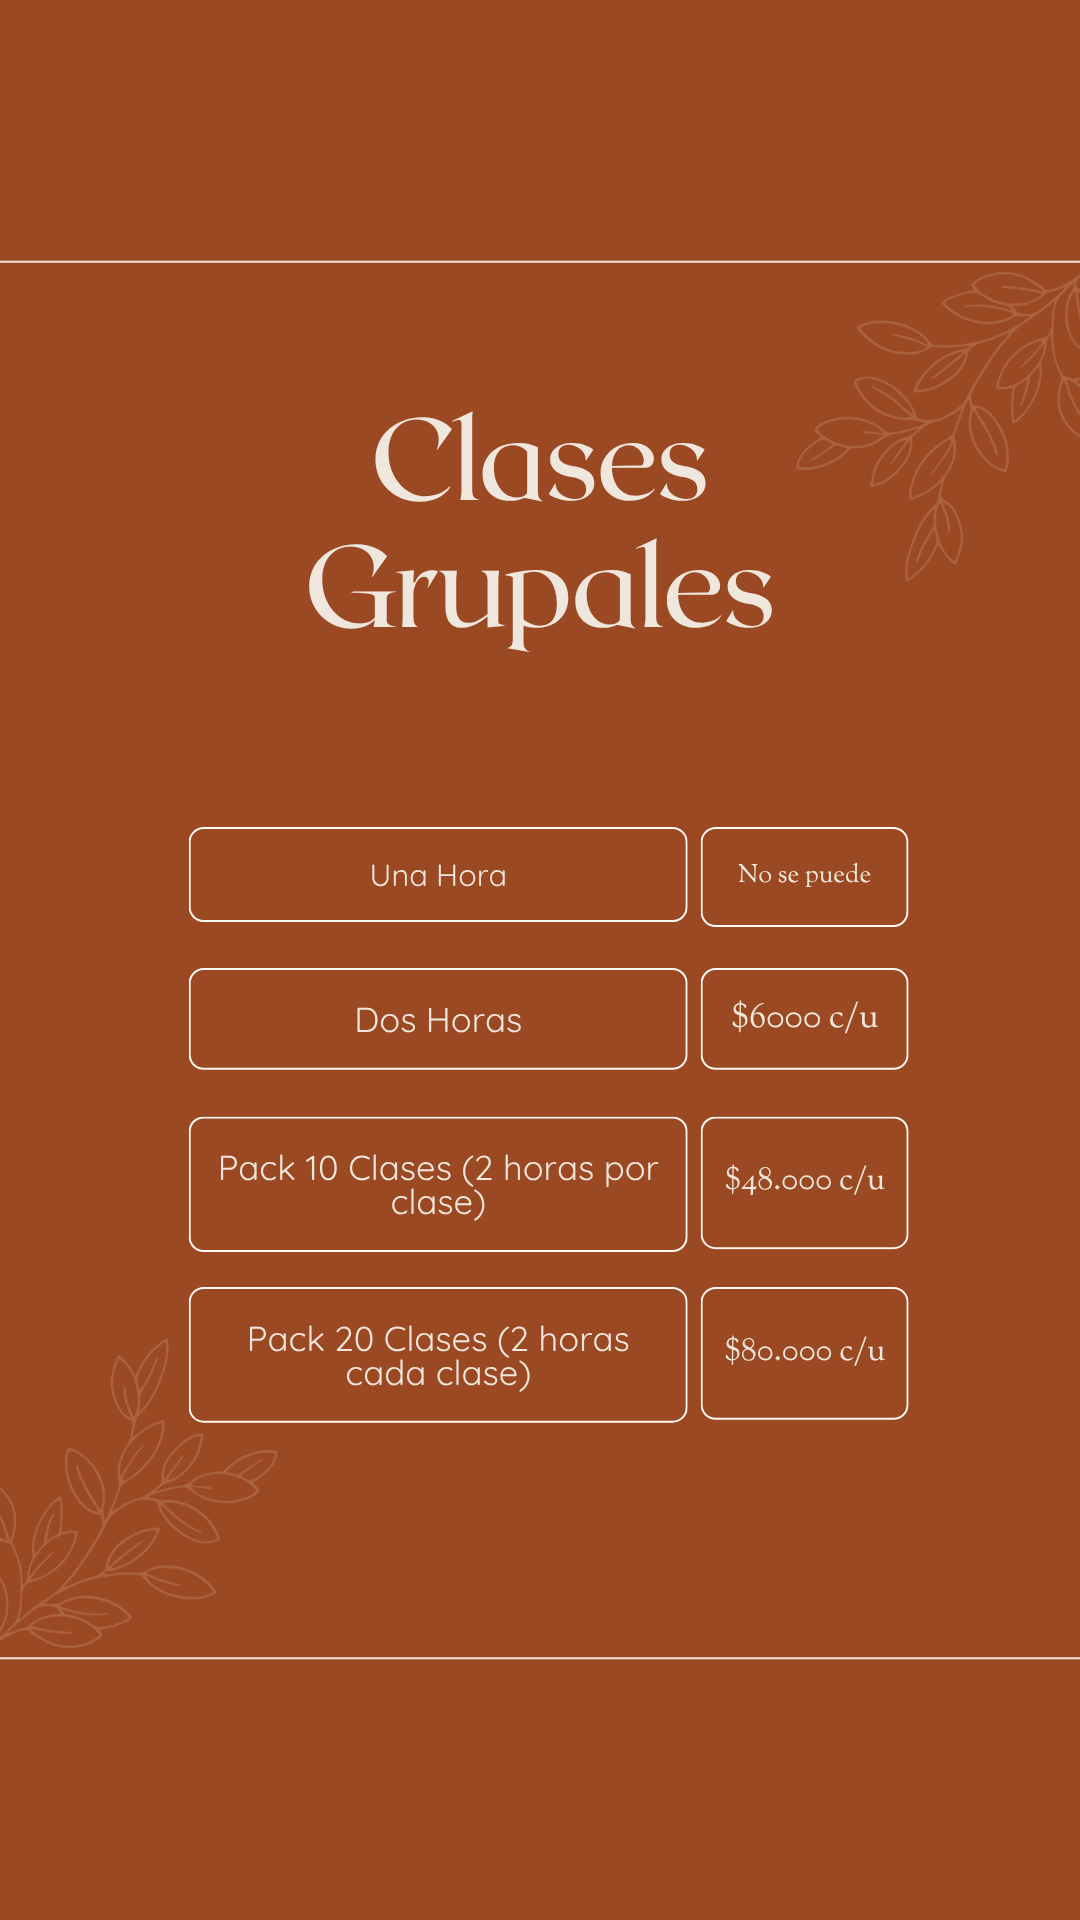 Clases
Grupales
Una Hora
No se puede
Dos Horas
$6000 c/u
Pack 10 Clases (2 horas por
clase)
$48.000 c/u
Pack 20 Clases (2 horas
cada clase)
$80.000 c/u